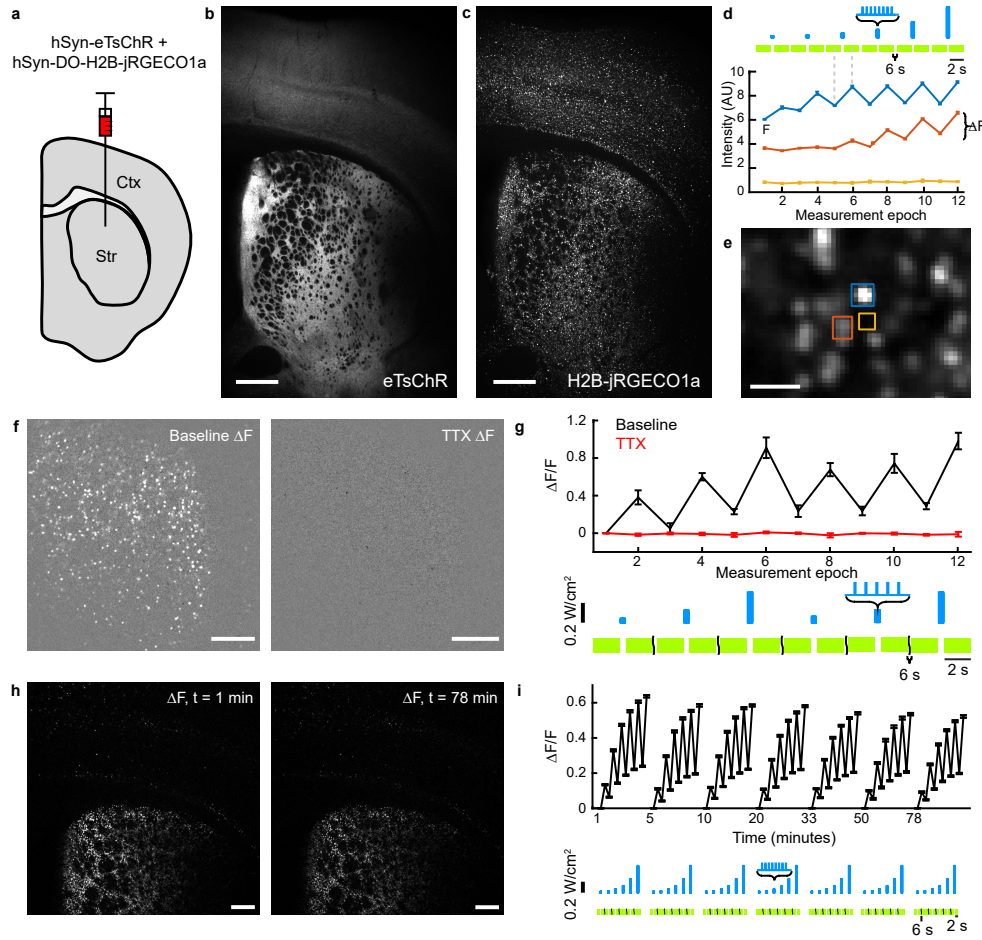 a
hSyn-eTsChR +
hSyn-DO-H2B-jRGECO1a
Ctx
Str
b
eTsChR
c
H2B-jRGECO1a
d
6 s
2 s
Intensity (AU)
10
8
6
4
2
0
F
ΔF
2 4 6 8 10 12
Measurement epoch
e
f
Baseline ΔF
TTX ΔF
g
Baseline
TTX
ΔF/F
1.2
0.8
0.4
0
2 4 6 8 10 12
Measurement epoch
0.2 W/cm²
6 s
2 s
h
ΔF, t = 1 min
ΔF, t = 78 min
i
ΔF/F
0.6
0.4
0.2
0
1 5 10 20 33 50 78
Time (minutes)
0.2 W/cm²
6 s
2 s